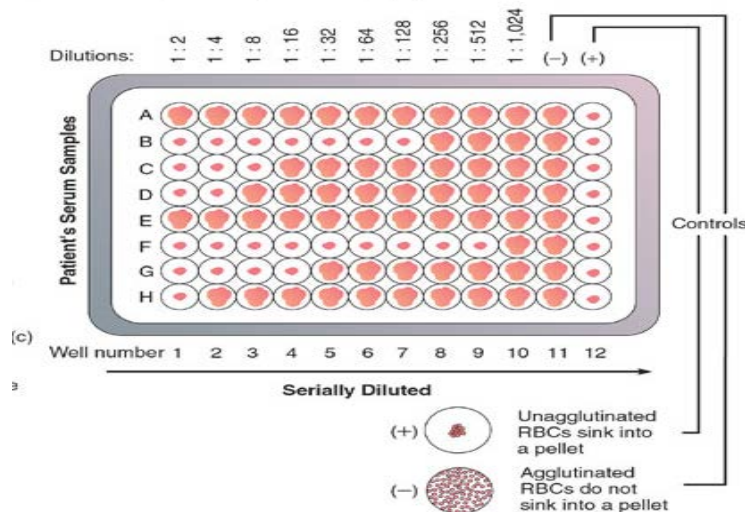 Dilutions: 1:2 1:4 1:8 1:16 1:32 1:64 1:128 1:256 1:512 1:1,024 (−) (+)
Patient's Serum Samples
A
B
C
D
E
F
G
H
Controls
(c)
Well number 1 2 3 4 5 6 7 8 9 10 11 12
Serially Diluted
(+)
Unagglutinated
RBCs sink into
a pellet
(−)
Agglutinated
RBCs do not
sink into a pellet